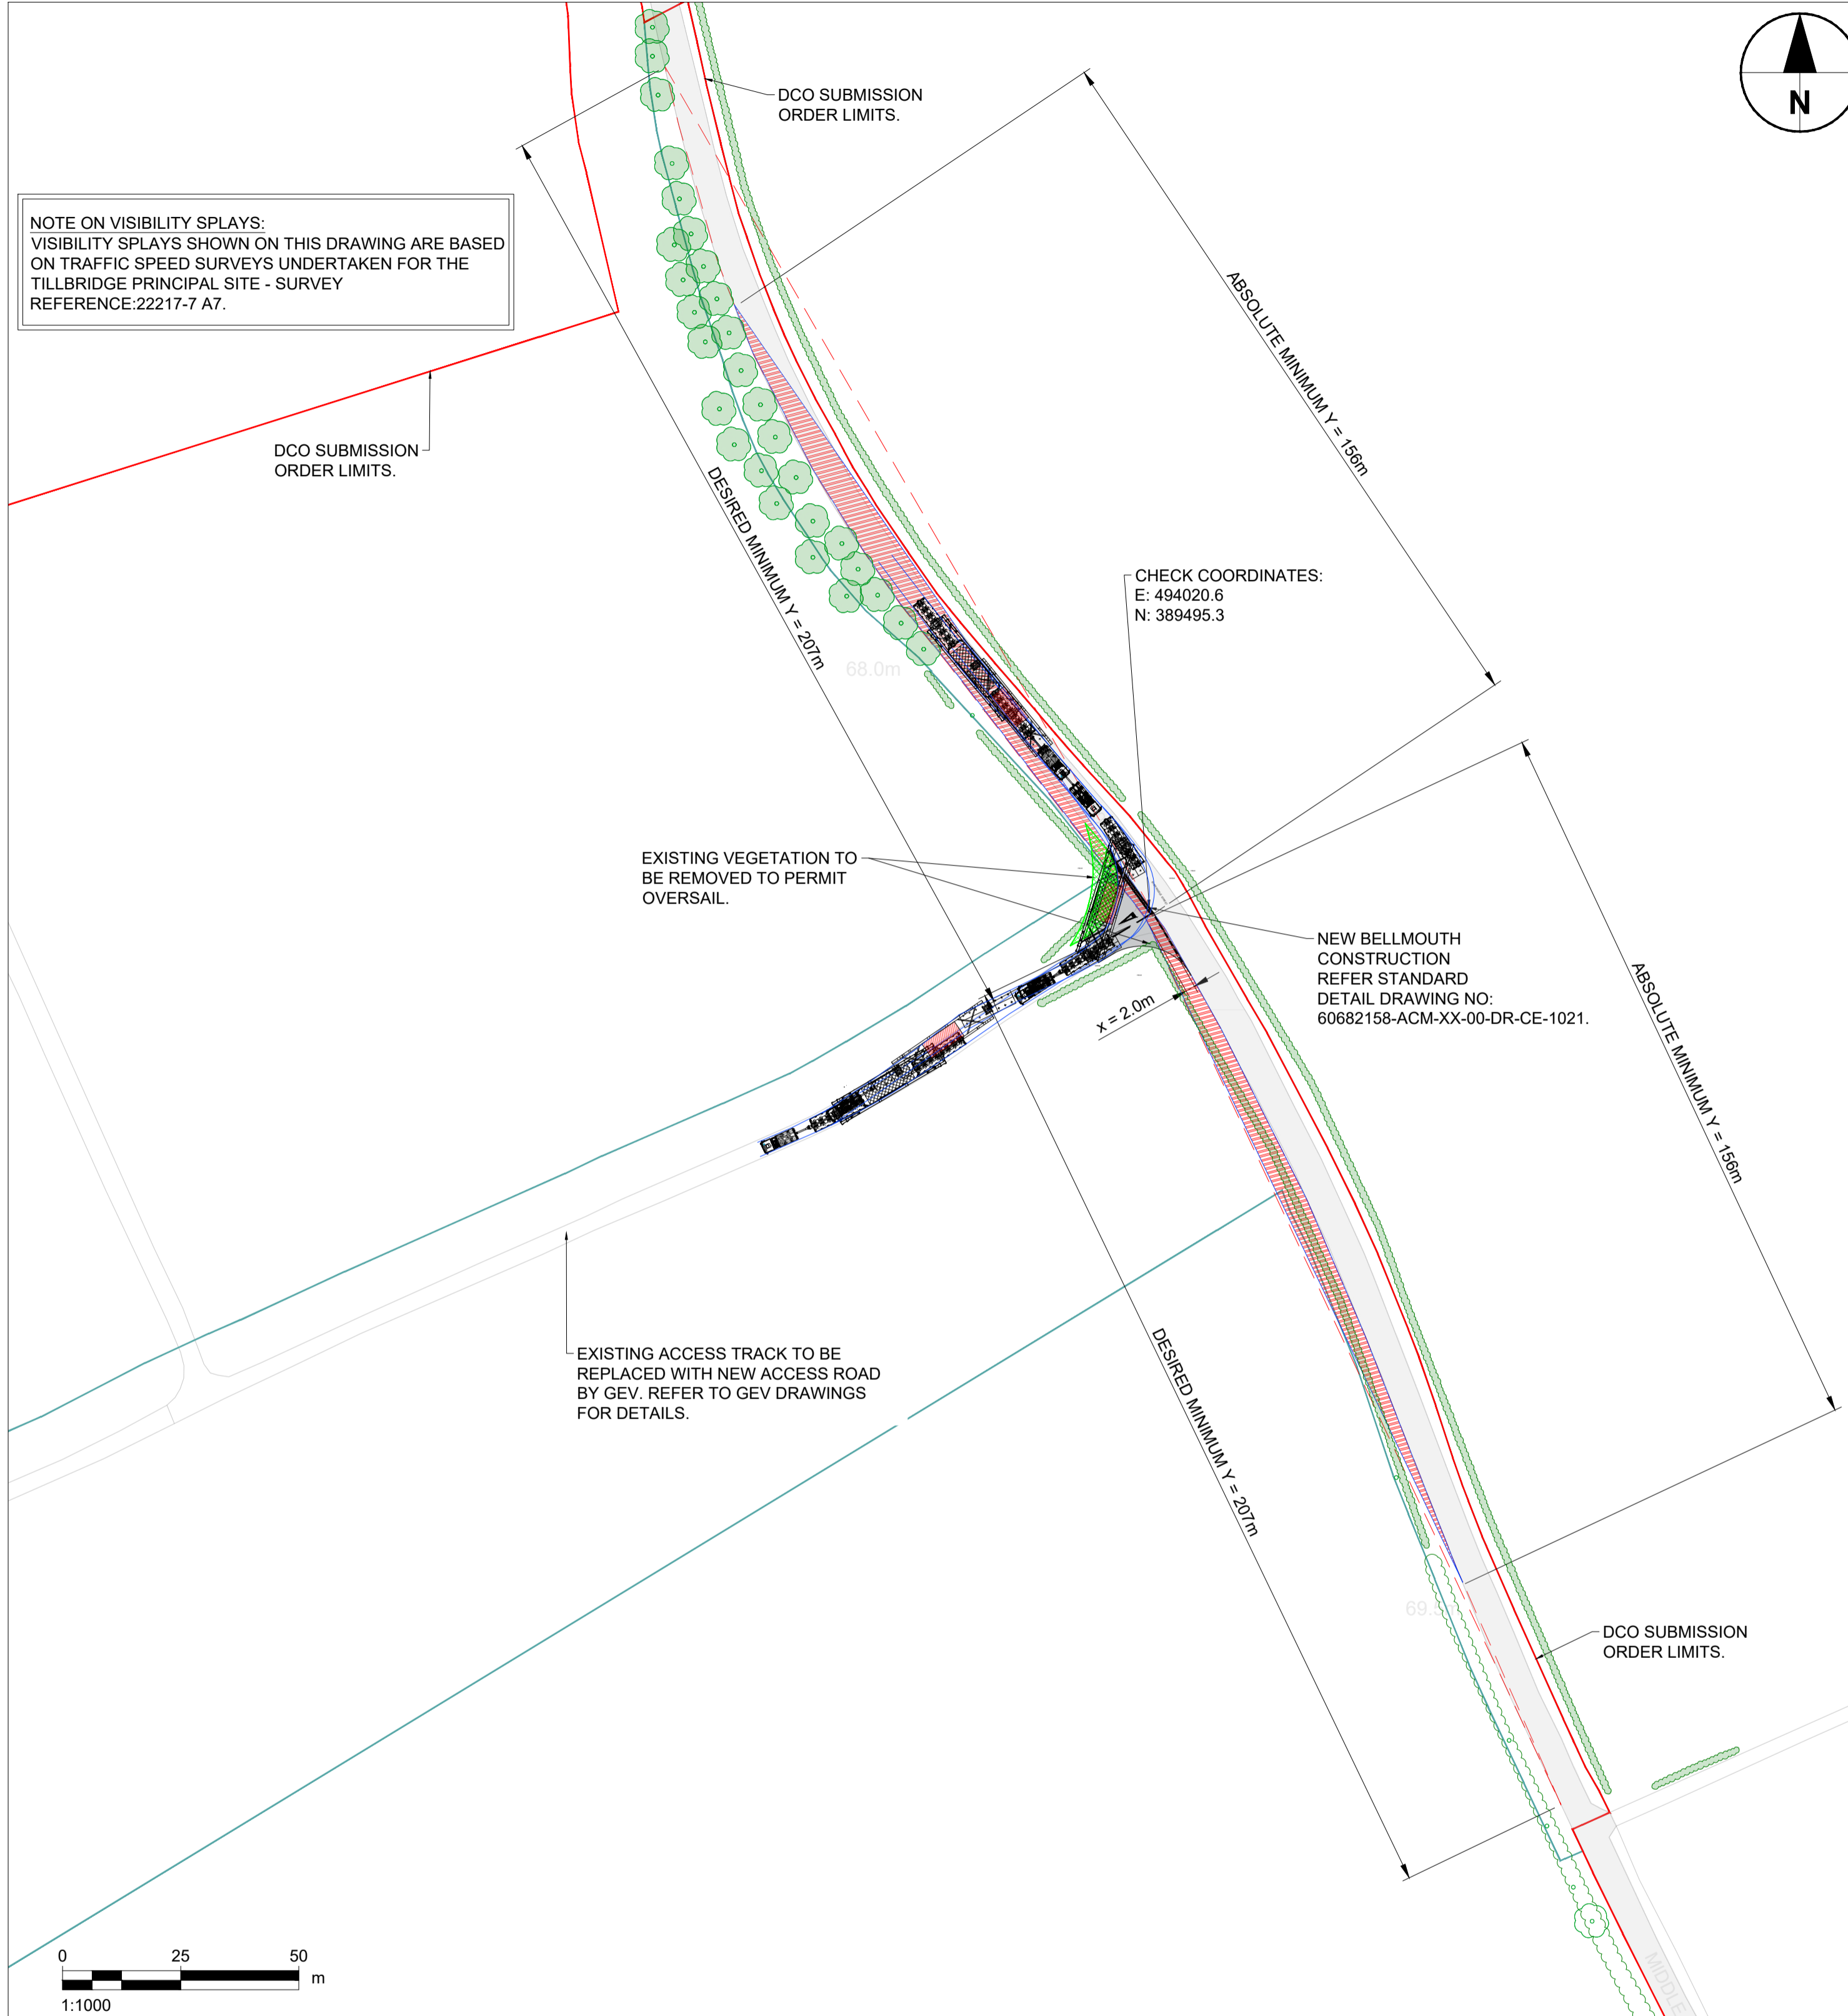 DCO SUBMISSION
ORDER LIMITS.
N
NOTE ON VISIBILITY SPLAYS:
VISIBILITY SPLAYS SHOWN ON THIS DRAWING ARE BASED
ON TRAFFIC SPEED SURVEYS UNDERTAKEN FOR THE
TILLBRIDGE PRINCIPAL SITE - SURVEY
REFERENCE:22217-7 A7.
ABSOLUTE MINIMUM Y = 156m
DCO SUBMISSION
ORDER LIMITS.
DESIRED MINIMUM Y = 207m
CHECK COORDINATES:
E: 494020.6
N: 389495.3
68.0m
EXISTING VEGETATION TO
BE REMOVED TO PERMIT
OVERSAIL.
NEW BELLMOUTH
CONSTRUCTION
REFER STANDARD
DETAIL DRAWING NO:
60682158-ACM-XX-00-DR-CE-1021.
x = 2.0m
ABSOLUTE MINIMUM Y = 156m
EXISTING ACCESS TRACK TO BE
REPLACED WITH NEW ACCESS ROAD
BY GEV. REFER TO GEV DRAWINGS
FOR DETAILS.
DESIRED MINIMUM Y = 207m
DCO SUBMISSION
ORDER LIMITS.
MIDDLE
0 25 50
m
1:1000